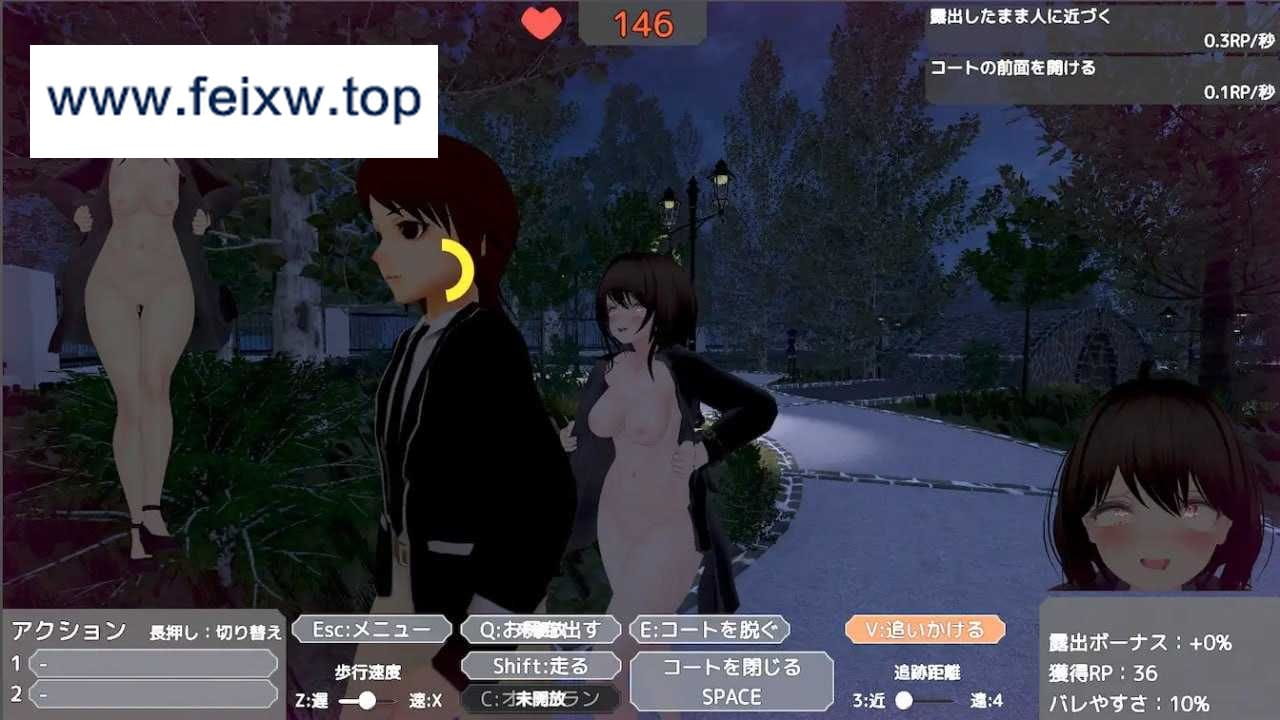 146
露出したまま人に近づく
0.3RP/秒
コートの前面を開ける
0.1RP/秒
www.feixw.top
アクション 長押し：切り替え
1 -
2 -
Esc:メニュー
歩行速度
Z:遅 速:X
Shift:走る
未開放
E:コートを脱ぐ
コートを閉じる
SPACE
V:追いかける
追跡距離
3:近 遠:4
露出ボーナス：+0%
獲得RP：36
バレやすさ：10%